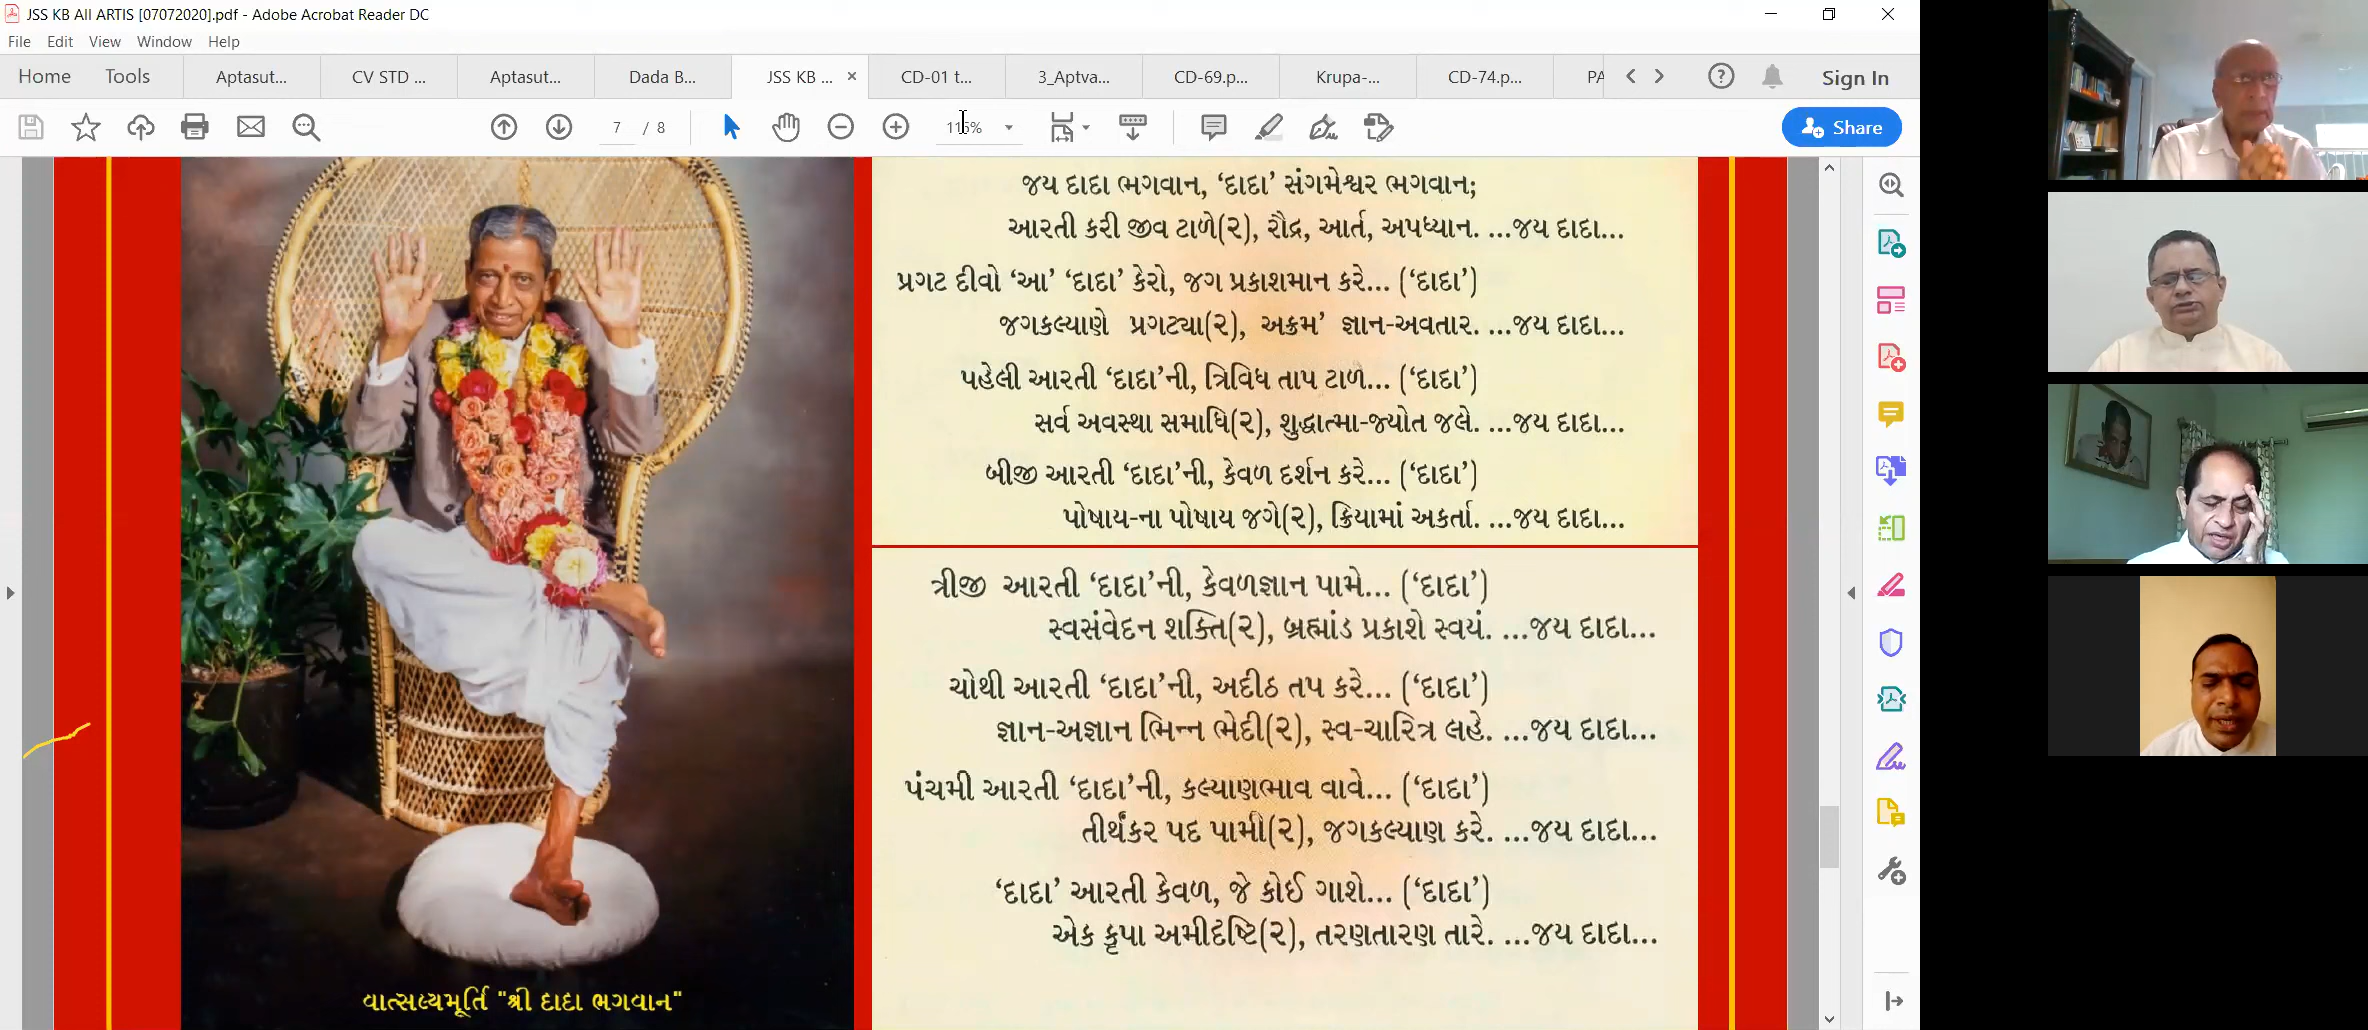 JSS KB All ARTIS [07072020].pdf - Adobe Acrobat Reader DC
File Edit View Window Help
Home Tools Aptasut... CV STD ... Aptasut... Dada B... JSS KB ... × CD-01 t... 3_Aptva... CD-69.p... Krupa-... CD-74.p... PA Sign In
7 / 8 115% Share
જય દાદા ભગવાન, ‘દાદા’ સંગમેશ્વર ભગવાન;
આરતી કરી જીવ ટાળે(૨), રૌદ્ર, આર્ત, અપધ્યાન. ...જય દાદા...
પ્રગટ દીવો ‘આ’ ‘દાદા’ કેરો, જગ પ્રકાશમાન કરે... (‘દાદા’)
જગકલ્યાણે પ્રગટ્યા(૨), અક્રમ’ જ્ઞાન-અવતાર. ...જય દાદા...
પહેલી આરતી ‘દાદા’ની, ત્રિવિધ તાપ ટાળે... (‘દાદા’)
સર્વ અવસ્થા સમાધિ(૨), શુદ્ધાત્મા-જ્યોત જલે. ...જય દાદા...
બીજી આરતી ‘દાદા’ની, કેવળ દર્શન કરે... (‘દાદા’)
પોષાય-ના પોષાય જગે(૨), ક્રિયામાં અકર્તા. ...જય દાદા...
ત્રીજી આરતી ‘દાદા’ની, કેવળજ્ઞાન પામે... (‘દાદા’)
સ્વસંવેદન શક્તિ(૨), બ્રહ્માંડ પ્રકાશે સ્વયં. ...જય દાદા...
ચોથી આરતી ‘દાદા’ની, અદીઠ તપ કરે... (‘દાદા’)
જ્ઞાન-અજ્ઞાન ભિન્ન ભેદી(૨), સ્વ-ચારિત્ર લહે. ...જય દાદા...
પંચમી આરતી ‘દાદા’ની, કલ્યાણભાવ વાવે... (‘દાદા’)
તીર્થંકર પદ પામી(૨), જગકલ્યાણ કરે. ...જય દાદા...
‘દાદા’ આરતી કેવળ, જે કોઈ ગાશે... (‘દાદા’)
એક કૃપા અમીદૃષ્ટિ(૨), તરણતારણ તારે. ...જય દાદા...
વાત્સલ્યમૂર્તિ "શ્રી દાદા ભગવાન"